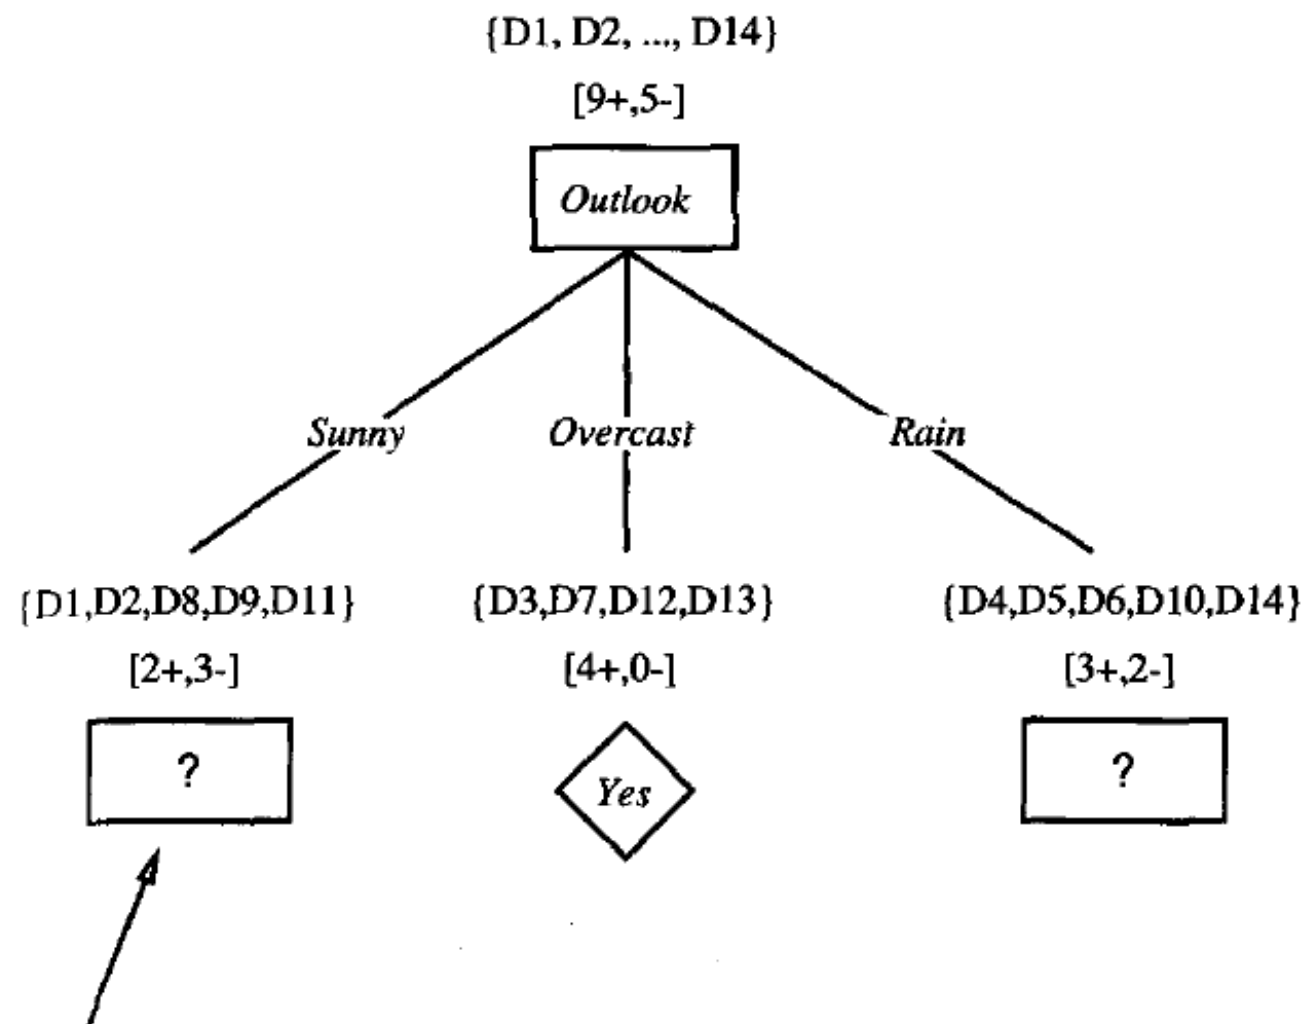 {D1, D2, ..., D14}
[9+,5-]
Outlook
Sunny
Overcast
Rain
{D1,D2,D8,D9,D11}
{D3,D7,D12,D13}
{D4,D5,D6,D10,D14}
[2+,3-]
[4+,0-]
[3+,2-]
?
Yes
?